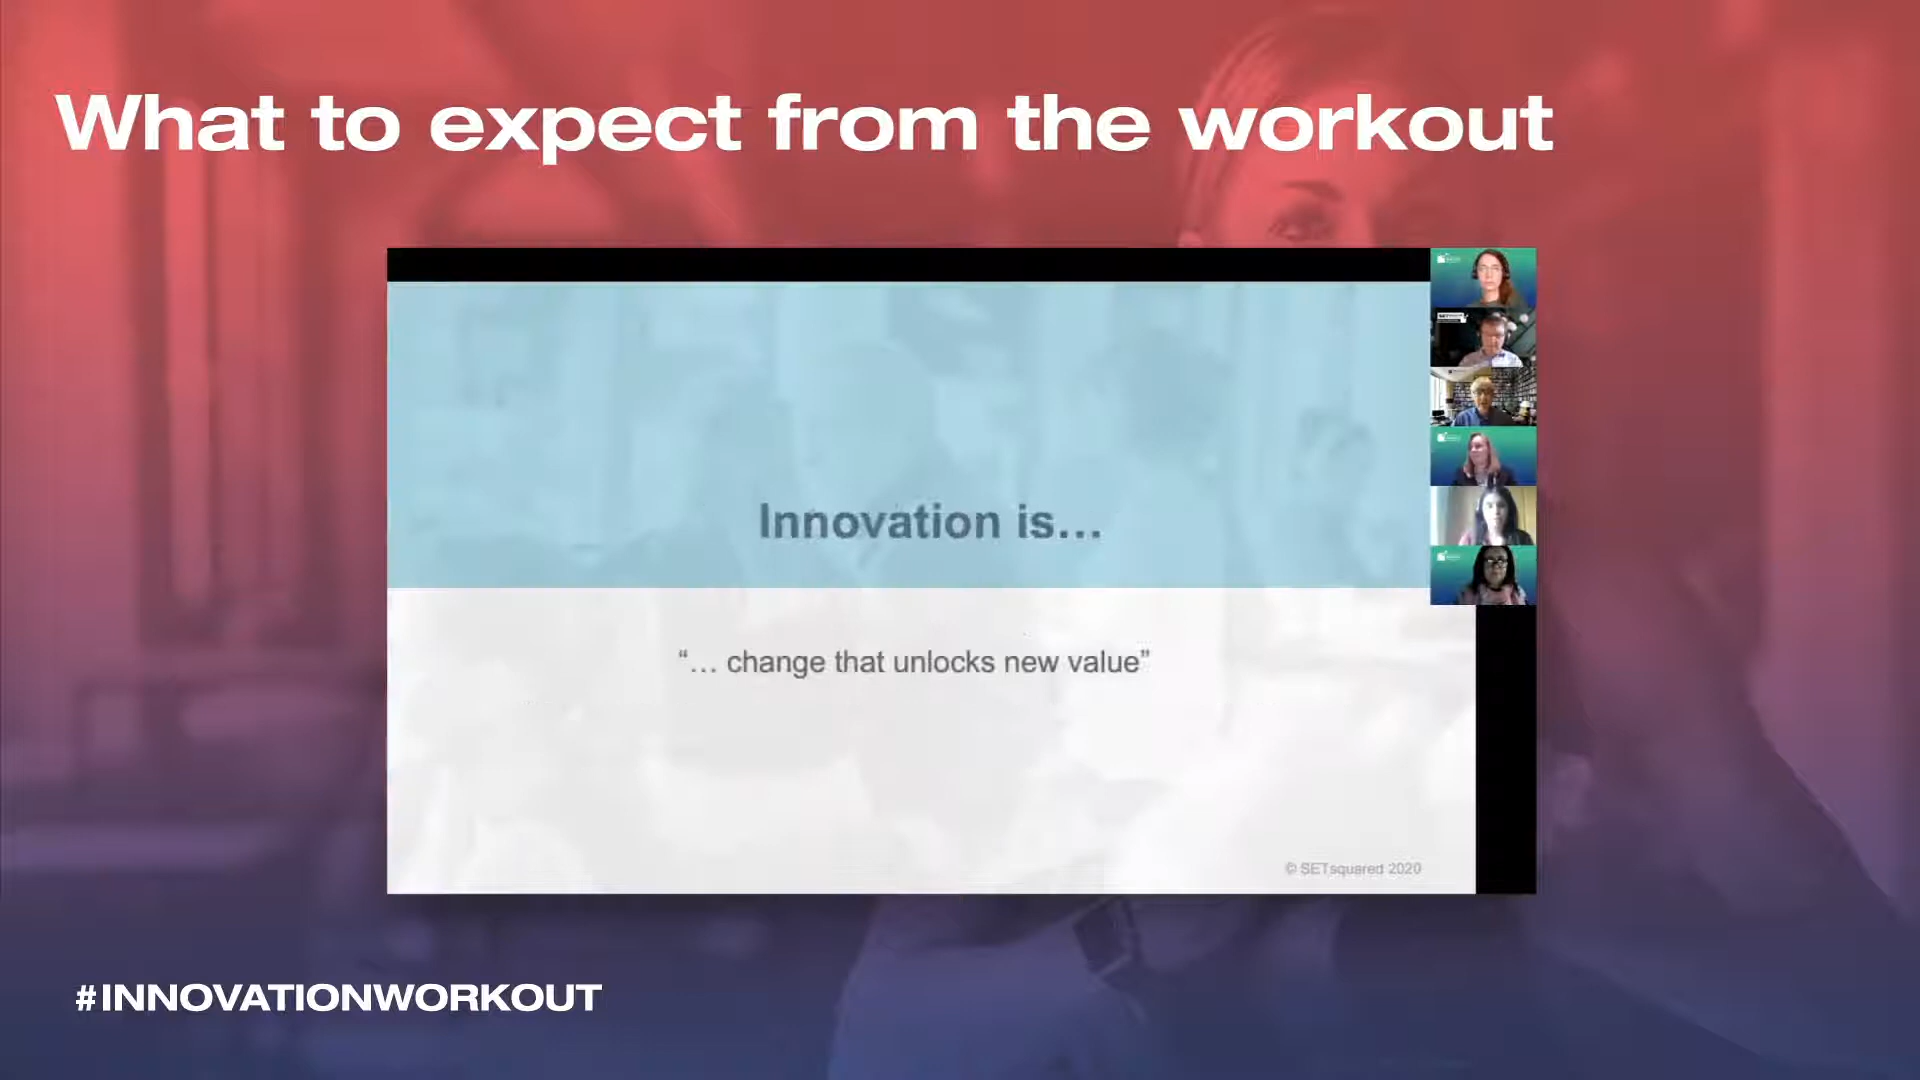 What to expect from the workout
Innovation is…
“… change that unlocks new value”
© SETsquared 2020
#INNOVATIONWORKOUT